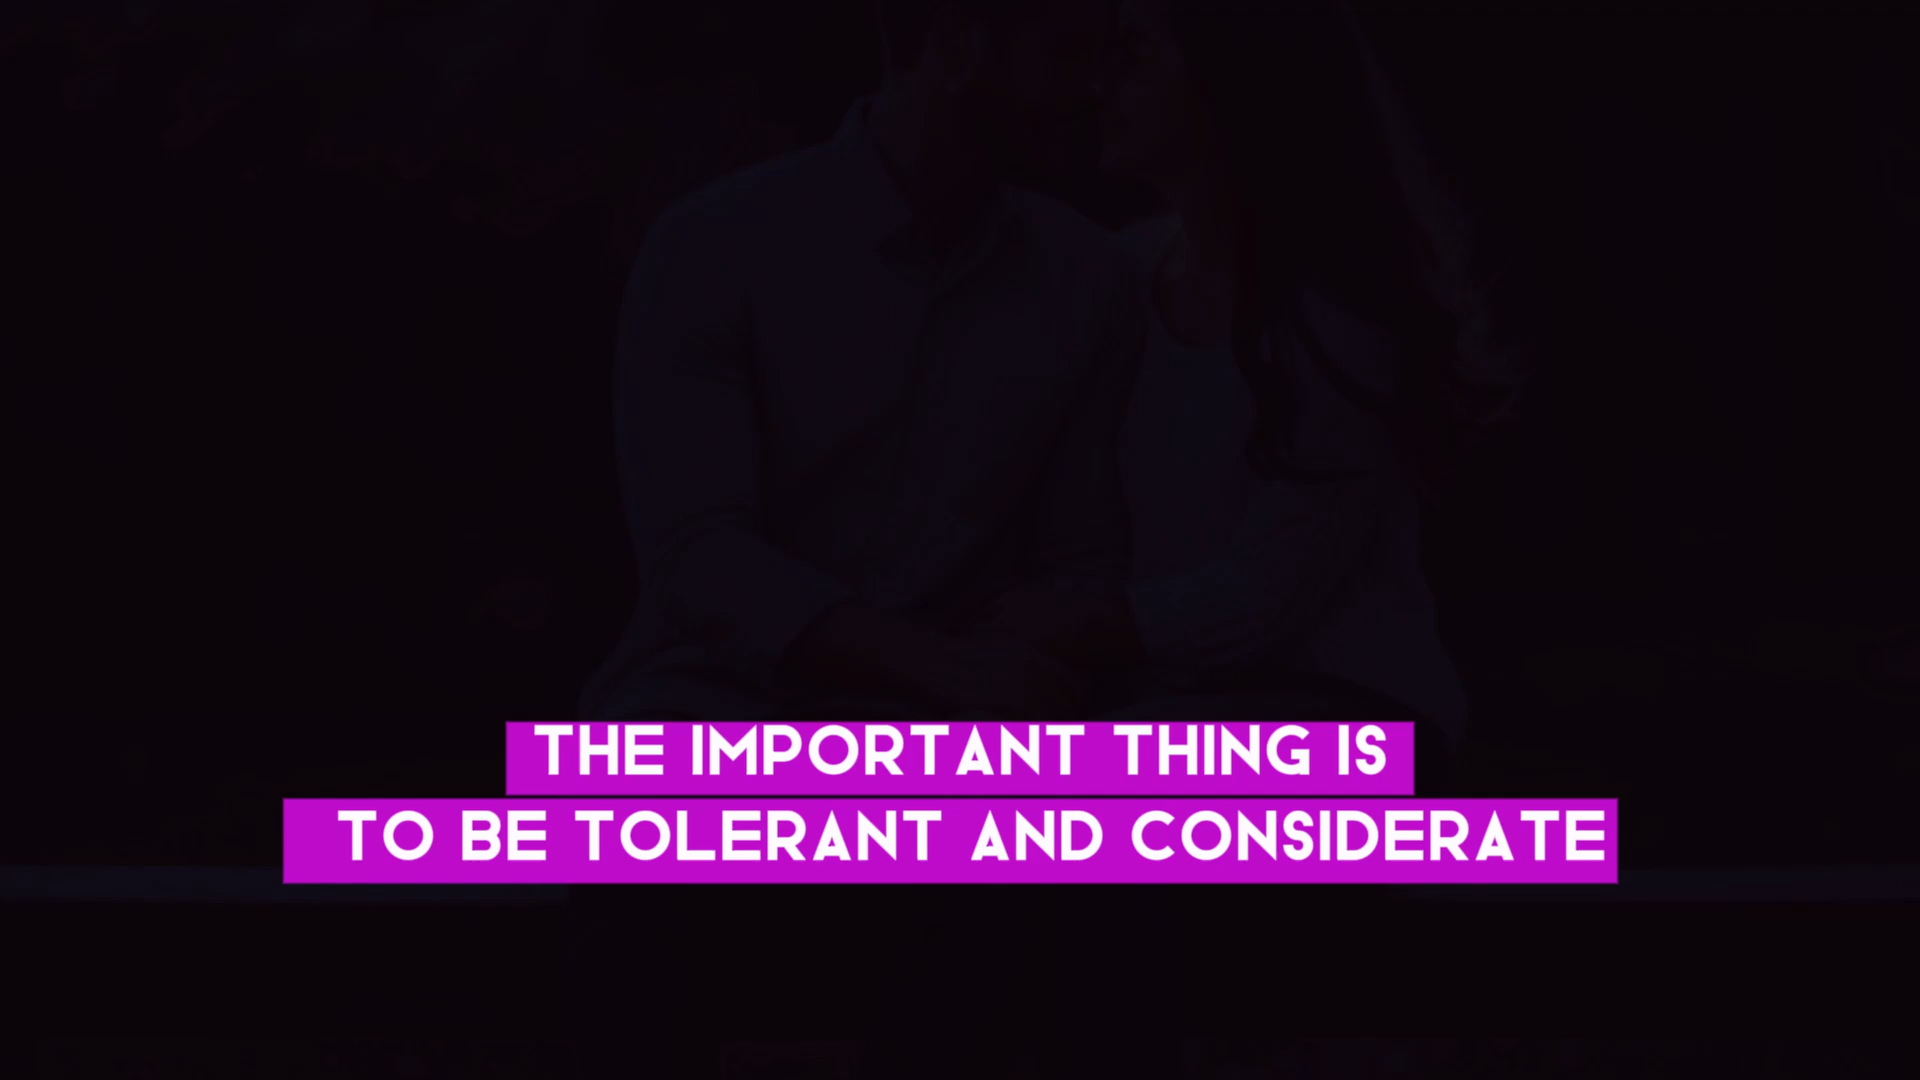 THE IMPORTANT THING IS
TO BE TOLERANT AND CONSIDERATE